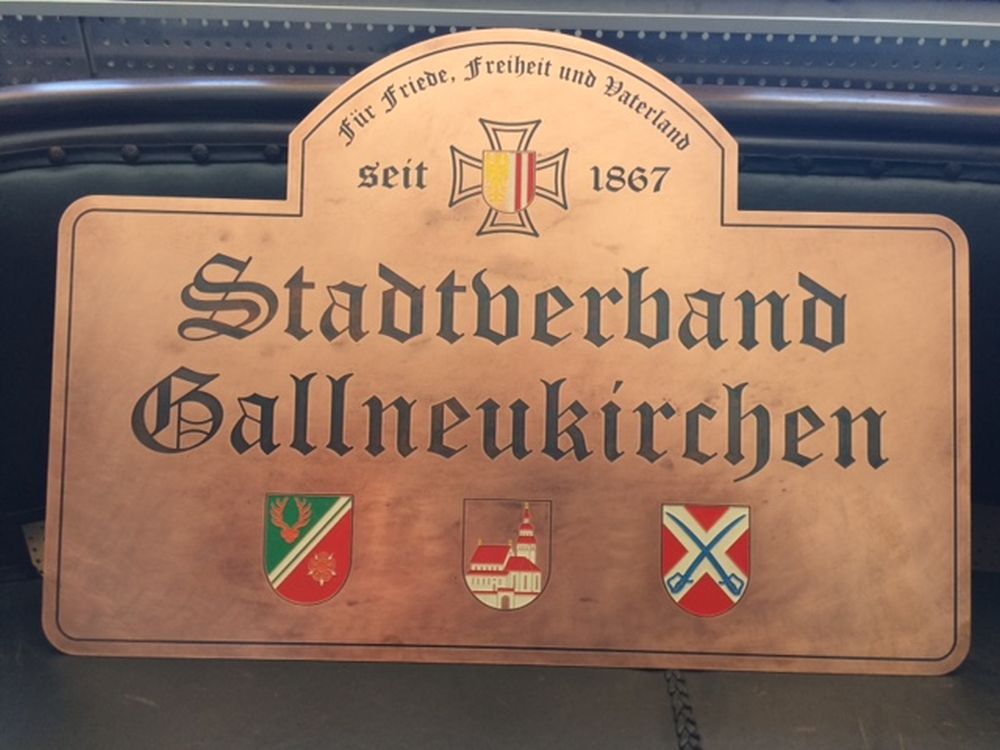 Für Friede, Freiheit und Vaterland
seit 1867
Stadtverband
Gallneukirchen